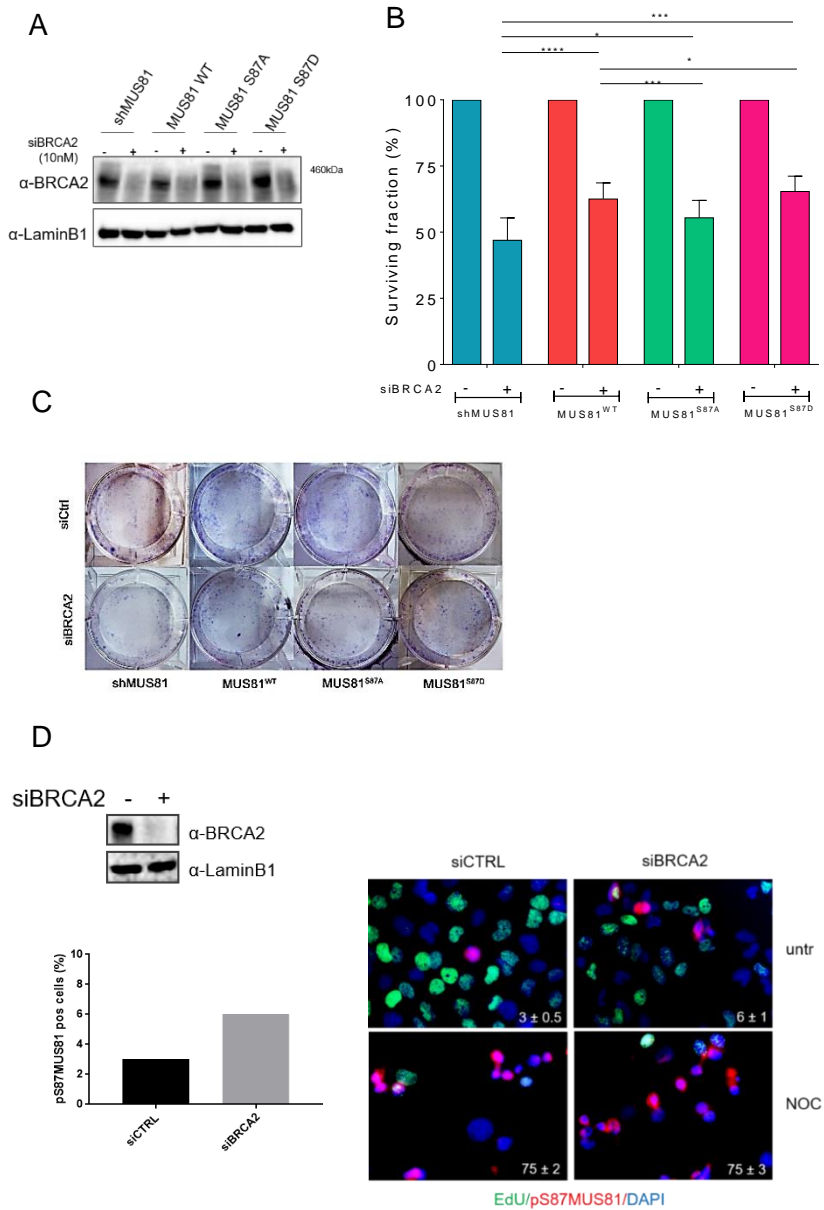 A
shMUS81
MUS81 WT
MUS81 S87A
MUS81 S87D
siBRCA2
(10nM)
- + - + - + - +
460kDa
α-BRCA2
α-LaminB1
B
***
*
****
*
***
Surviving fraction (%)
100
75
50
25
0
siBRCA2
- + - + - + - +
shMUS81 MUS81WT MUS81S87A MUS81S87D
C
siCtrl
siBRCA2
shMUS81 MUS81WT MUS81S87A MUS81S87D
D
siBRCA2 - +
α-BRCA2
α-LaminB1
pS87MUS81 pos cells (%)
10
8
6
4
2
0
siCTRL
siBRCA2
siCTRL siBRCA2
untr
3 ± 0.5 6 ± 1
NOC
75 ± 2 75 ± 3
EdU/pS87MUS81/DAPI